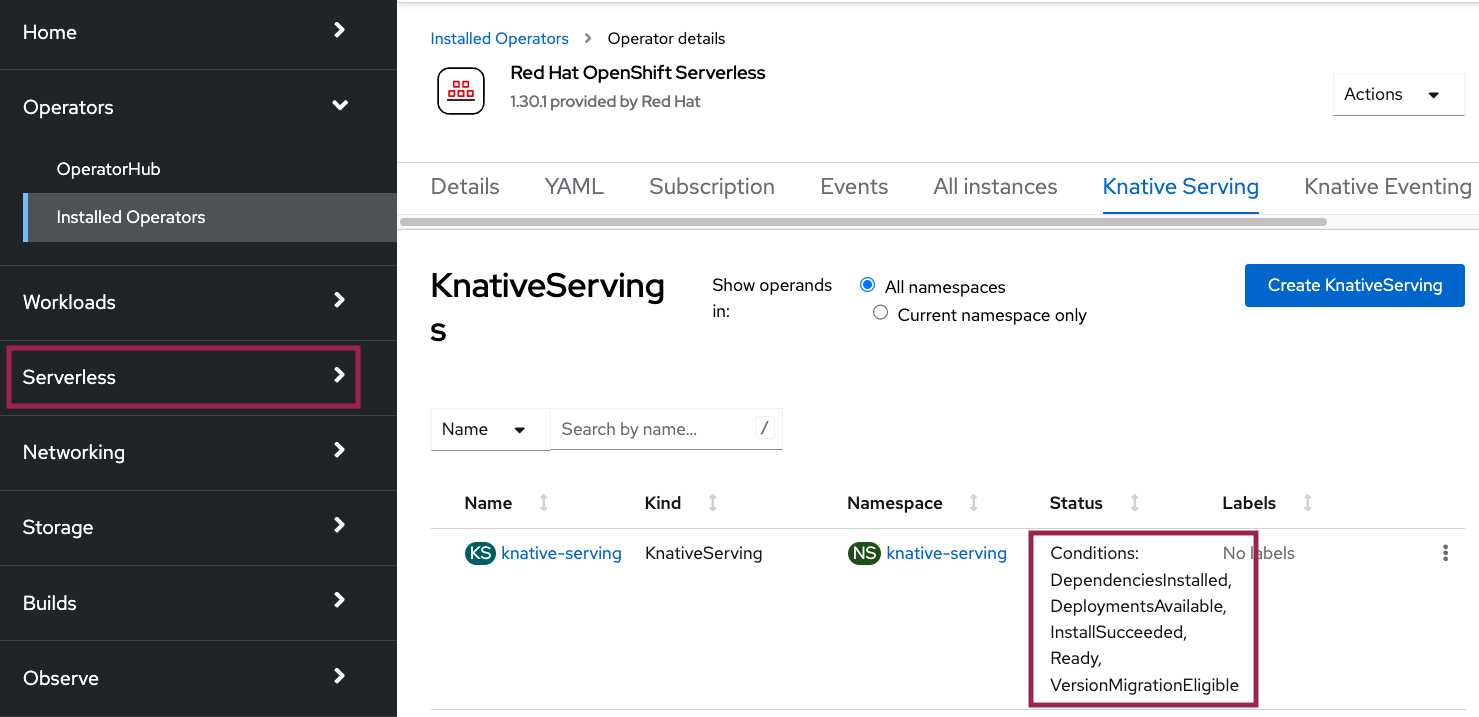 Home
Operators
OperatorHub
Installed Operators
Workloads
Serverless
Networking
Storage
Builds
Observe
Installed Operators > Operator details
Red Hat OpenShift Serverless
1.30.1 provided by Red Hat
Actions
Details YAML Subscription Events All instances Knative Serving Knative Eventing
KnativeServing
s
Show operands
in:
All namespaces
Current namespace only
Create KnativeServing
Name Search by name... /
Name Kind Namespace Status Labels
KS knative-serving KnativeServing NS knative-serving Conditions: No labels
DependenciesInstalled,
DeploymentsAvailable,
InstallSucceeded,
Ready,
VersionMigrationEligible